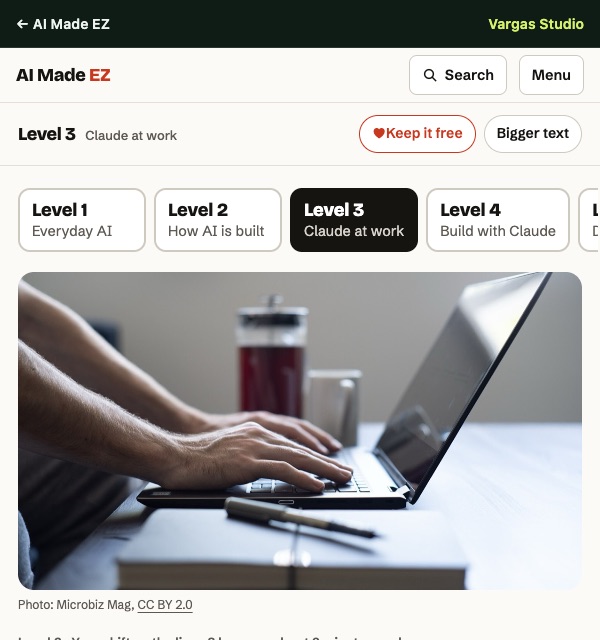 ← AI Made EZ
Vargas Studio
AI Made EZ
Search
Menu
Level 3 Claude at work
Keep it free
Bigger text
Level 1
Everyday AI
Level 2
How AI is built
Level 3
Claude at work
Level 4
Build with Claude
Photo: Microbiz Mag, CC BY 2.0